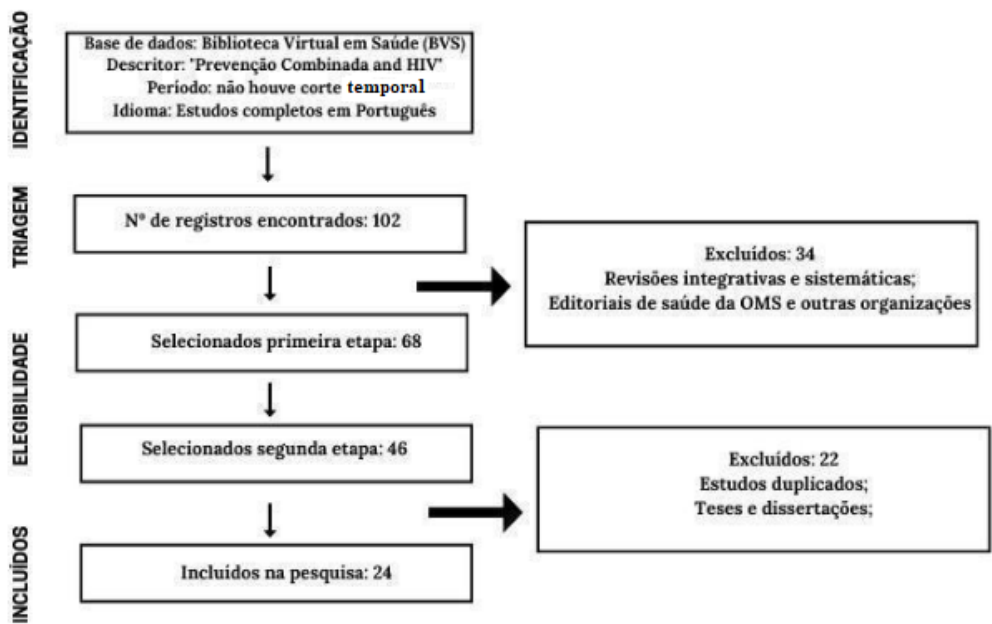 IDENTIFICAÇÃO
Base de dados: Biblioteca Virtual em Saúde (BVS)
Descritor: "Prevenção Combinada and HIV"
Período: não houve corte temporal
Idioma: Estudos completos em Português
TRIAGEM
Nº de registros encontrados: 102
Excluídos: 34
Revisões integrativas e sistemáticas;
Editoriais de saúde da OMS e outras organizações
ELEGIBILIDADE
Selecionados primeira etapa: 68
Selecionados segunda etapa: 46
Excluídos: 22
Estudos duplicados;
Teses e dissertações;
INCLUÍDOS
Incluídos na pesquisa: 24